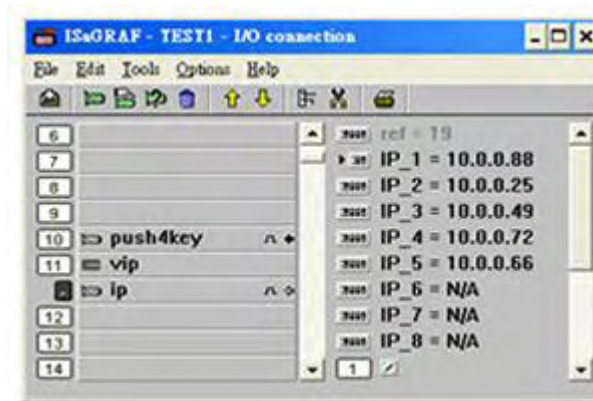 ISaGRAF - TEST1 - I/O connection
File Edit Tools Options Help
6
7
8
9
10 push4key
11 vip
ip
12
13
14
ref = 19
IP_1 = 10.0.0.88
IP_2 = 10.0.0.25
IP_3 = 10.0.0.49
IP_4 = 10.0.0.72
IP_5 = 10.0.0.66
IP_6 = N/A
IP_7 = N/A
IP_8 = N/A
1